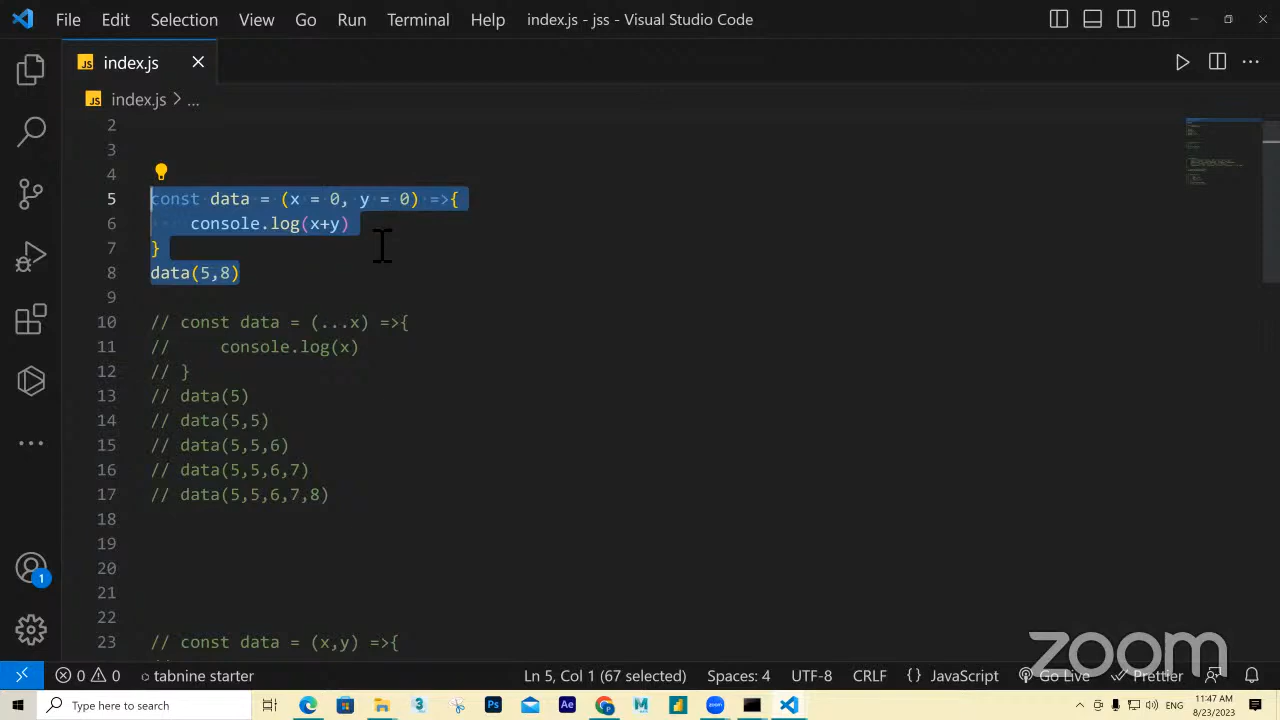 File Edit Selection View Go Run Terminal Help index.js - jss - Visual Studio Code
JS index.js
JS index.js > ...
2
3
4
5 const data = (x = 0, y = 0) =>{
6 console.log(x+y)
7 }
8 data(5,8)
9
10 // const data = (...x) =>{
11 // console.log(x)
12 // }
13 // data(5)
14 // data(5,5)
15 // data(5,5,6)
16 // data(5,5,6,7)
17 // data(5,5,6,7,8)
18
19
20
21
22
23 // const data = (x,y) =>{
zoom
1
0 0 tabnine starter Ln 5, Col 1 (67 selected) Spaces: 4 UTF-8 CRLF {} JavaScript Go Live Prettier
Type here to search Ps Ae M zoom ENG 11:47 AM
8/23/2023